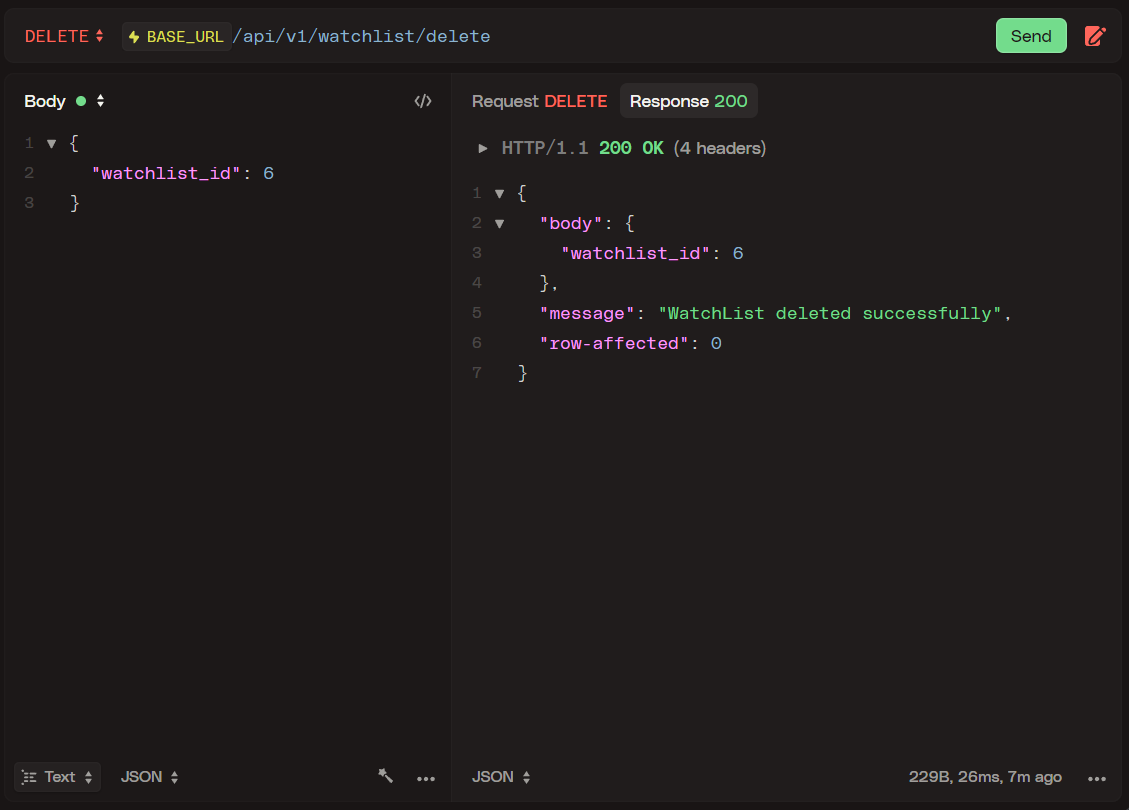 DELETE BASE_URL /api/v1/watchlist/delete Send
Body
1 {
2 "watchlist_id": 6
3 }
Text JSON
Request DELETE Response 200
HTTP/1.1 200 OK (4 headers)
1 {
2 "body": {
3 "watchlist_id": 6
4 },
5 "message": "WatchList deleted successfully",
6 "row-affected": 0
7 }
JSON 229B, 26ms, 7m ago